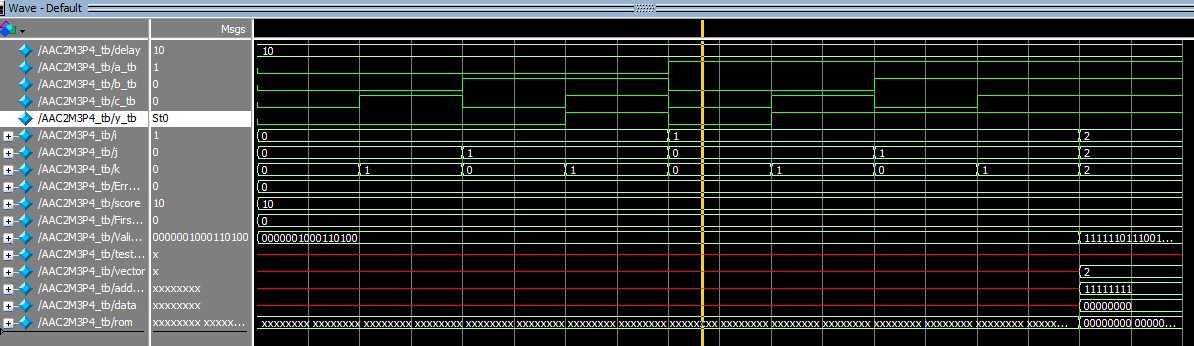 Wave - Default
Msgs
/AAC2M3P4_tb/delay 10 10
/AAC2M3P4_tb/a_tb 1
/AAC2M3P4_tb/b_tb 0
/AAC2M3P4_tb/c_tb 0
/AAC2M3P4_tb/y_tb St0
/AAC2M3P4_tb/i 1 0 1 2
/AAC2M3P4_tb/j 0 0 1 0 1 2
/AAC2M3P4_tb/k 0 0 1 0 1 0 1 0 1 2
/AAC2M3P4_tb/Err... 0 0
/AAC2M3P4_tb/score 10 10
/AAC2M3P4_tb/Firs... 0 0
/AAC2M3P4_tb/Vali... 0000001000110100 0000001000110100 1111110111001...
/AAC2M3P4_tb/test... x
/AAC2M3P4_tb/vector x 2
/AAC2M3P4_tb/add... xxxxxxxx 11111111
/AAC2M3P4_tb/data xxxxxxxx 00000000
/AAC2M3P4_tb/rom xxxxxxxx xxxxx... xxxxxxxx xxxxxxxx xxxxxxxx xxxxxxxx xxxxxxxx xxxxxxxx xxxxxxxx xxxxxxxx xxxxxxxx xxxxxxxx xxxxxxxx xxxxxxxx xxxxxxxx xxxxxxxx xxxxxxxx xxxxx... 00000000 00000...